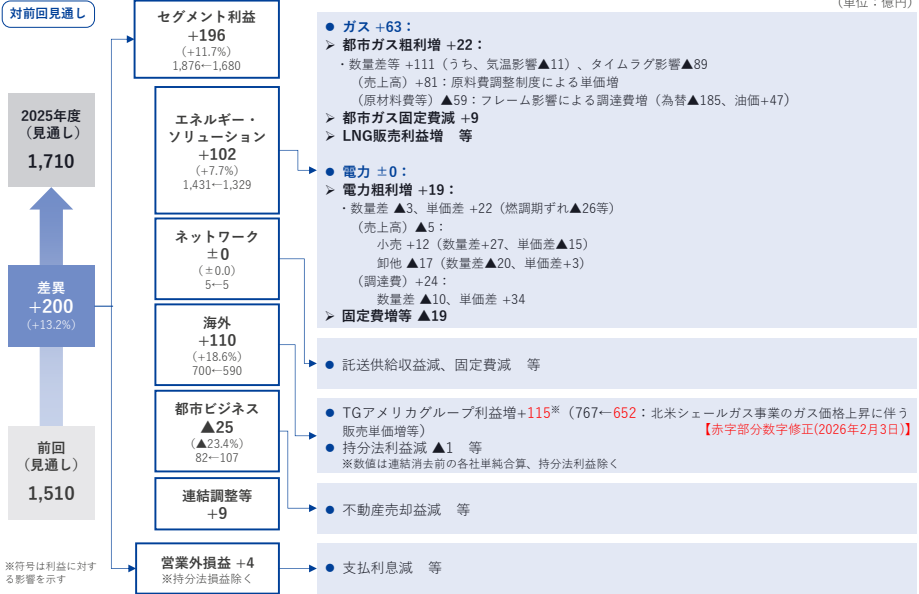 対前回見通し
(単位:億円)
2025年度
(見通し)
1,710
差異
+200
(+13.2%)
前回
(見通し)
1,510
※符号は利益に対す
る影響を示す
セグメント利益
+196
(+11.7%)
1,876←1,680
エネルギー・
ソリューション
+102
(+7.7%)
1,431←1,329
ネットワーク
±0
(±0.0)
5←5
海外
+110
(+18.6%)
700←590
都市ビジネス
▲25
(▲23.4%)
82←107
連結調整等
+9
営業外損益 +4
※持分法損益除く
● ガス +63:
➢ 都市ガス粗利増 +22:
・数量差等 +111(うち、気温影響▲11)、タイムラグ影響▲89
(売上高)+81:原料費調整制度による単価増
(原材料費等)▲59:フレーム影響による調達費増(為替▲185、油価+47)
➢ 都市ガス固定費減 +9
➢ LNG販売利益増 等
● 電力 ±0:
➢ 電力粗利増 +19:
・数量差 ▲3、単価差 +22(燃調期ずれ▲26等)
(売上高)▲5:
小売 +12(数量差+27、単価差▲15)
卸他 ▲17(数量差▲20、単価差+3)
(調達費)+24:
数量差 ▲10、単価差 +34
➢ 固定費増等 ▲19
● 託送供給収益減、固定費減 等
● TGアメリカグループ利益増+115※(767←652:北米シェールガス事業のガス価格上昇に伴う
販売単価増等)
【赤字部分数字修正(2026年2月3日)】
● 持分法利益減 ▲1 等
※数値は連結消去前の各社単純合算、持分法利益除く
● 不動産売却益減 等
● 支払利息減 等